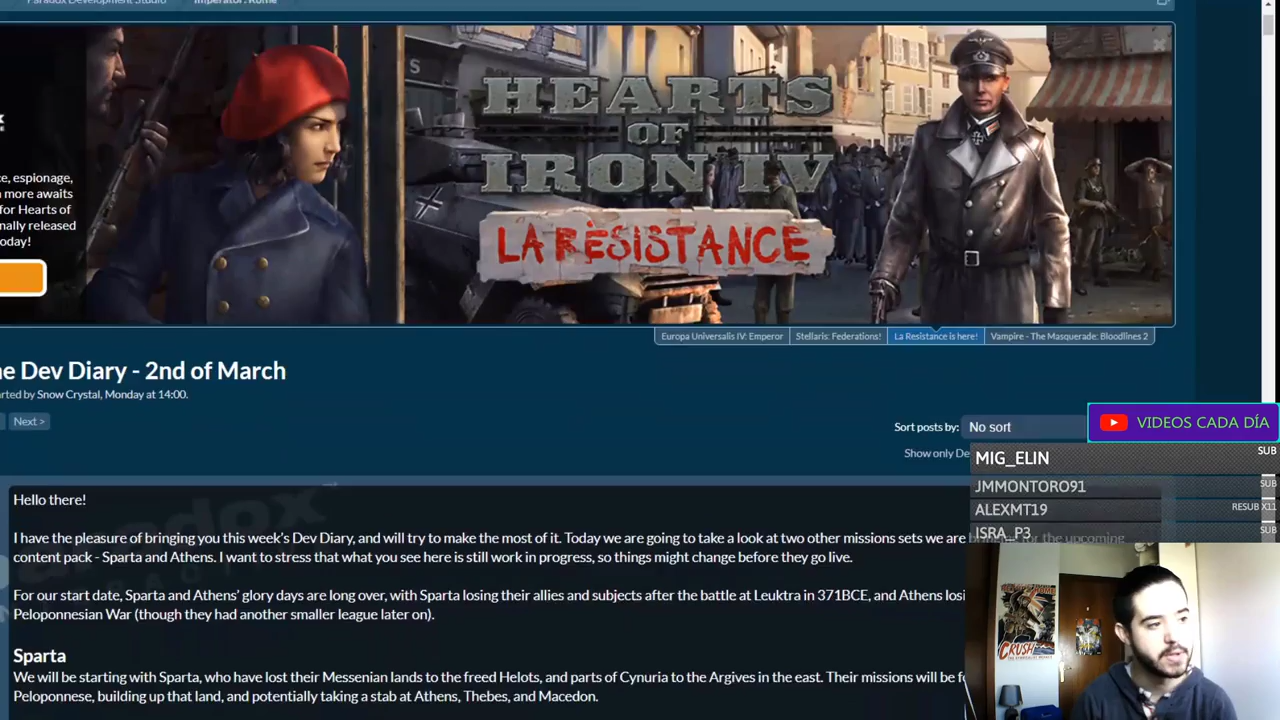 Paradox Development Studio
Imperator: Rome
S
HEARTS
OF
IRON IV
LA RÈSISTANCE
e, espionage,
more awaits
for Hearts of
nally released
oday!
Europa Universalis IV: Emperor
Stellaris: Federations!
La Resistance is here!
Vampire - The Masquerade: Bloodlines 2
e Dev Diary - 2nd of March
arted by Snow Crystal, Monday at 14:00.
Next >
Sort posts by:
No sort
VIDEOS CADA DÍA
Show only De
MIG_ELIN
SUB
JMMONTORO91
SUB
ALEXMT19
RESUB X11
ISRA_P3
SUB
Hello there!
I have the pleasure of bringing you this week's Dev Diary, and will try to make the most of it. Today we are going to take a look at two other missions sets we are for the upcoming
content pack - Sparta and Athens. I want to stress that what you see here is still work in progress, so things might change before they go live.
For our start date, Sparta and Athens' glory days are long over, with Sparta losing their allies and subjects after the battle at Leuktra in 371BCE, and Athens losi
Peloponnesian War (though they had another smaller league later on).
Sparta
We will be starting with Sparta, who have lost their Messenian lands to the freed Helots, and parts of Cynuria to the Argives in the east. Their missions will be f
Peloponnese, building up that land, and potentially taking a stab at Athens, Thebes, and Macedon.
CRUSH